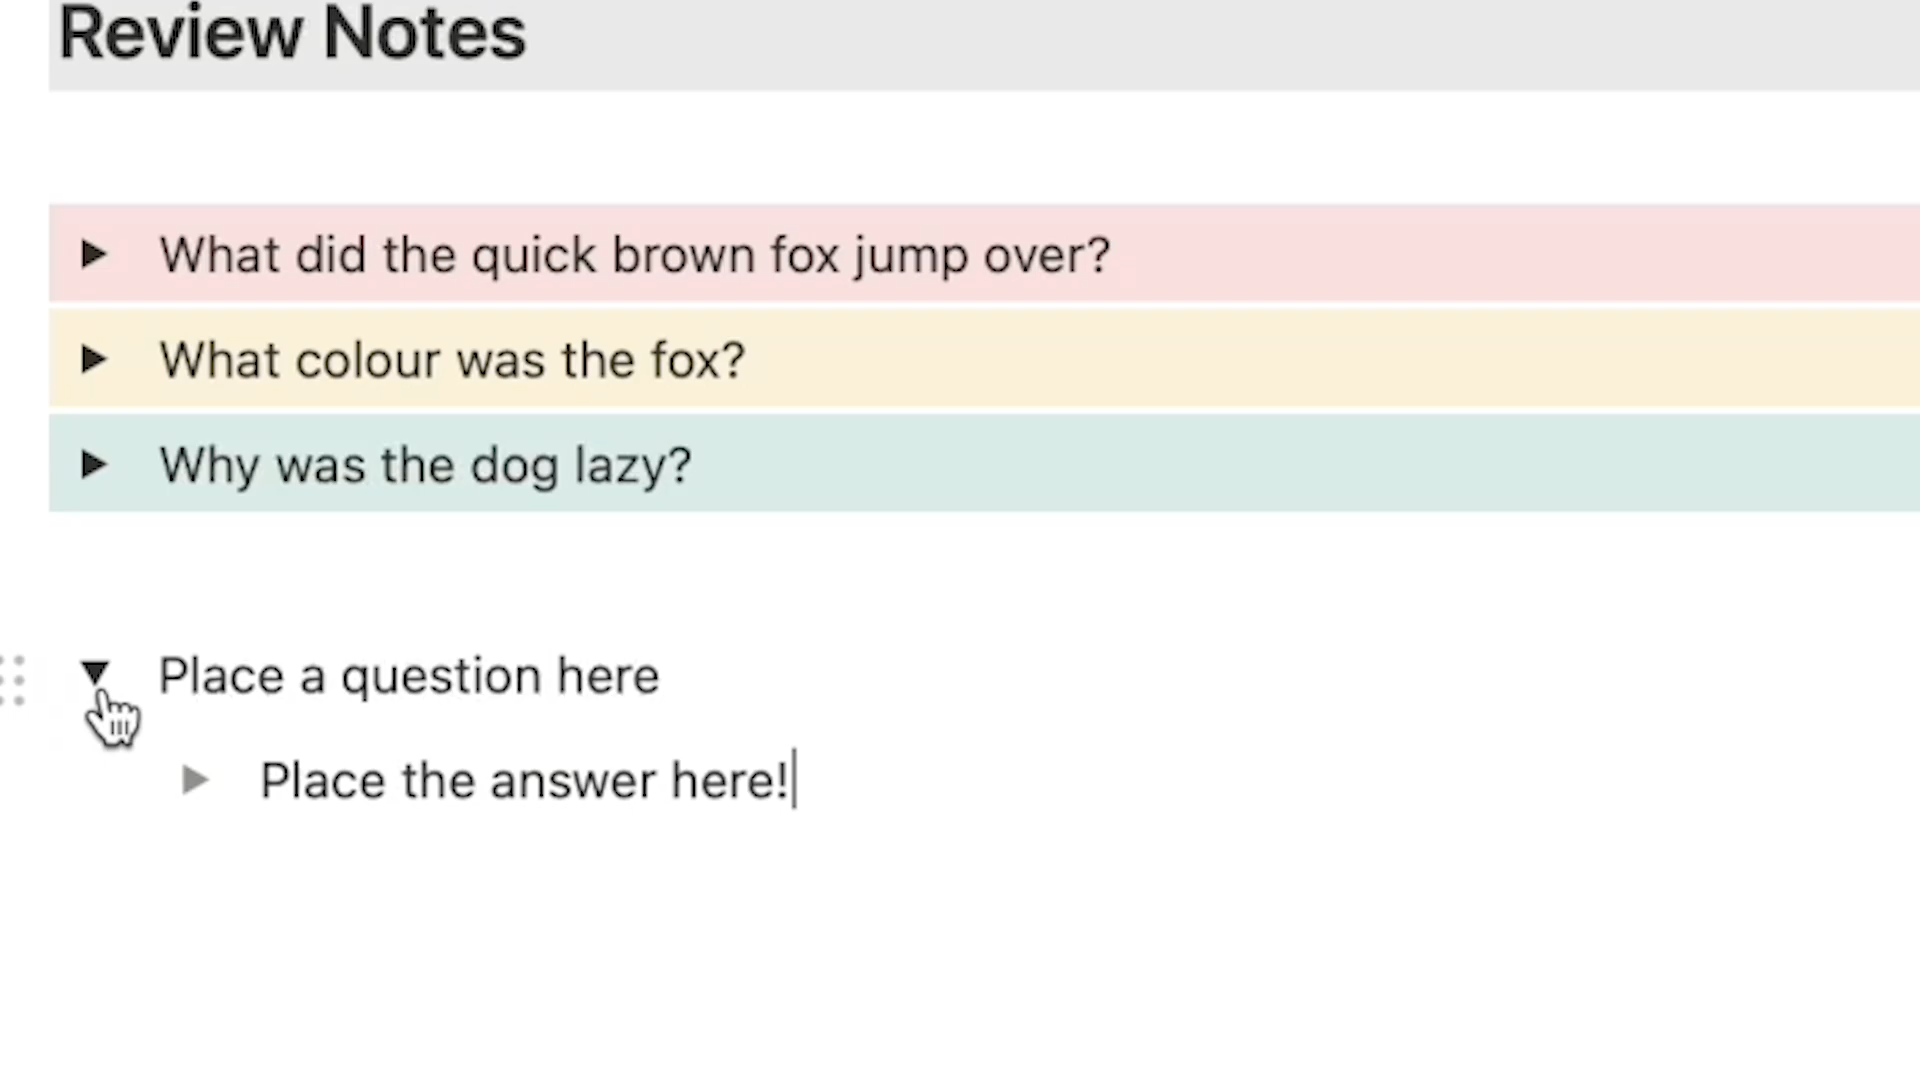 Review Notes
What did the quick brown fox jump over?
What colour was the fox?
Why was the dog lazy?
Place a question here
Place the answer here!